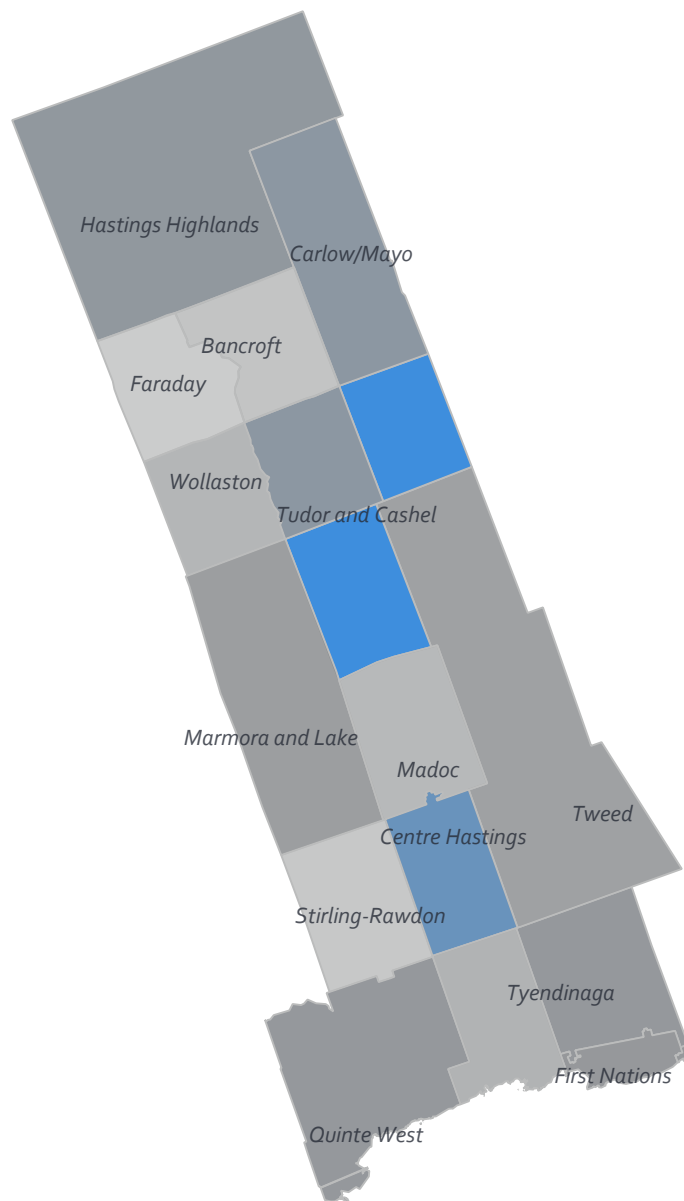 Hastings Highlands
Carlow/Mayo
Bancroft
Faraday
Wollaston
Tudor and Cashel
Marmora and Lake
Madoc
Tweed
Centre Hastings
Stirling-Rawdon
Tyendinaga
First Nations
Quinte West